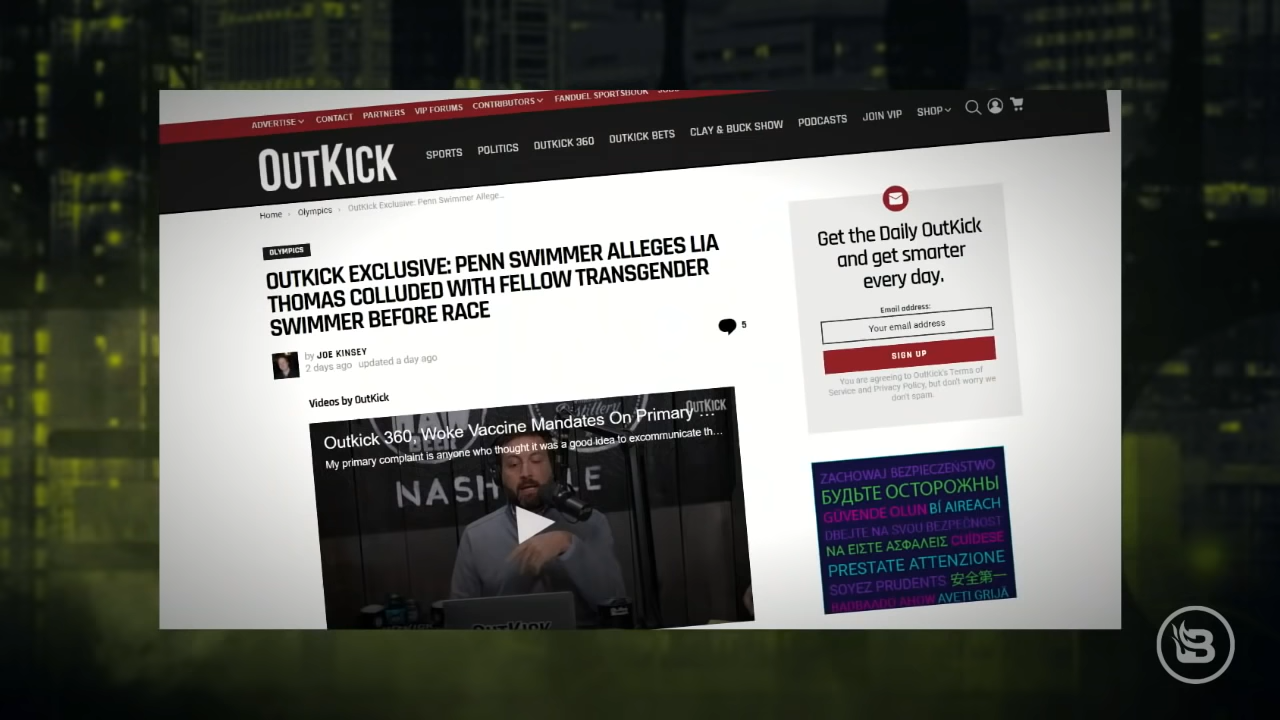 ADVERTISE CONTACT PARTNERS VIP FORUMS CONTRIBUTORS FANDUEL SPORTSBOOK
OUTKICK SPORTS POLITICS OUTKICK 360 OUTKICK BETS CLAY & BUCK SHOW PODCASTS JOIN VIP SHOP
Home › Olympics › OutKick Exclusive: Penn Swimmer Allege...
OLYMPICS
OUTKICK EXCLUSIVE: PENN SWIMMER ALLEGES LIA
THOMAS COLLUDED WITH FELLOW TRANSGENDER
SWIMMER BEFORE RACE
5
by JOE KINSEY
2 days ago updated a day ago
Videos by OutKick
OUTKICK
Outkick 360, Woke Vaccine Mandates On Primary ...
My primary complaint is anyone who thought it was a good idea to excommunicate th...
OUTKICK
Get the Daily OutKick
and get smarter
every day.
Email address:
Your email address
SIGN UP
You are agreeing to OutKick's Terms of
Service and Privacy Policy, but don't worry we
don't spam.
ZACHOWAJ BEZPIECZEŃSTWO
БУДЬТЕ ОСТОРОЖНЫ
GÜVENDE OLUN BÍ AIREACH
DBEJTE NA SVOU BEZPEČNOST
ΝΑ ΕΙΣΤΕ ΑΣΦΑΛΕΙΣ CUÍDESE
PRESTATE ATTENZIONE
SOYEZ PRUDENTS 安全第一
BADBAADO AHOW AVEȚI GRIJĂ
B